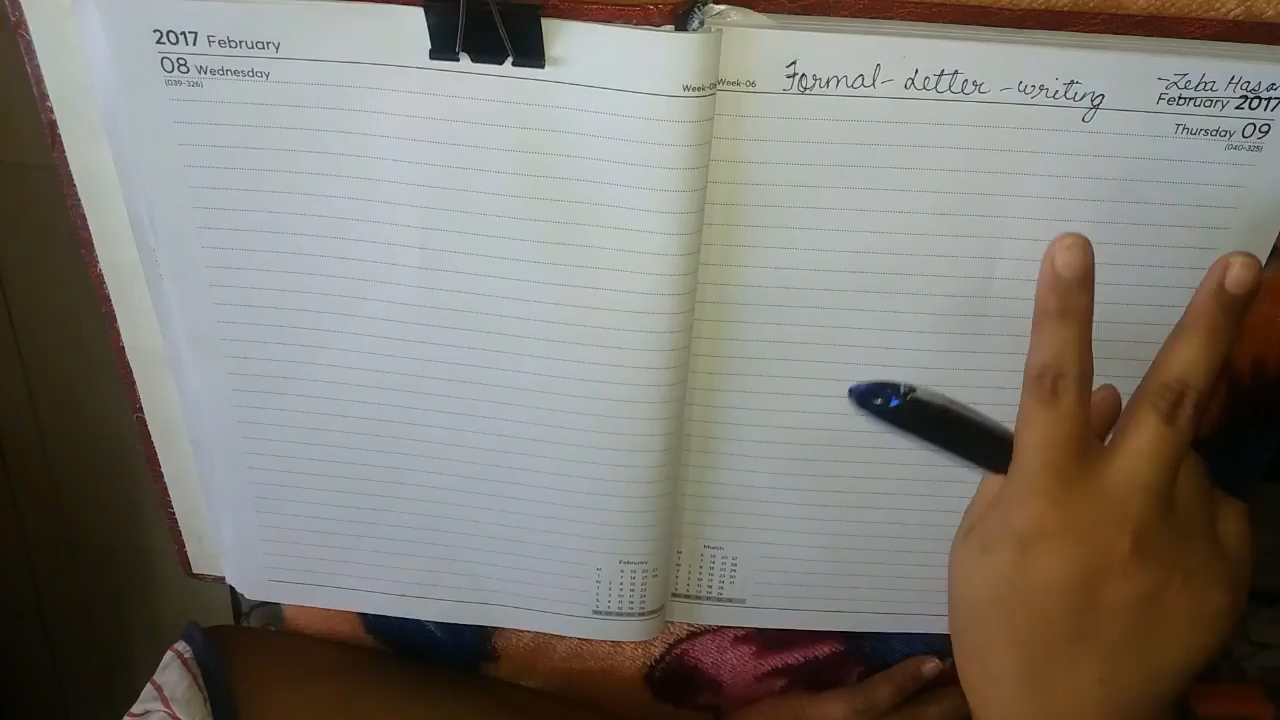 2017 February
08 Wednesday
(039-326)
Week-06
February
Week-06
Formal-Letter-writing
-Zeba Hasa
February 2017
Thursday 09
(040-325)
March